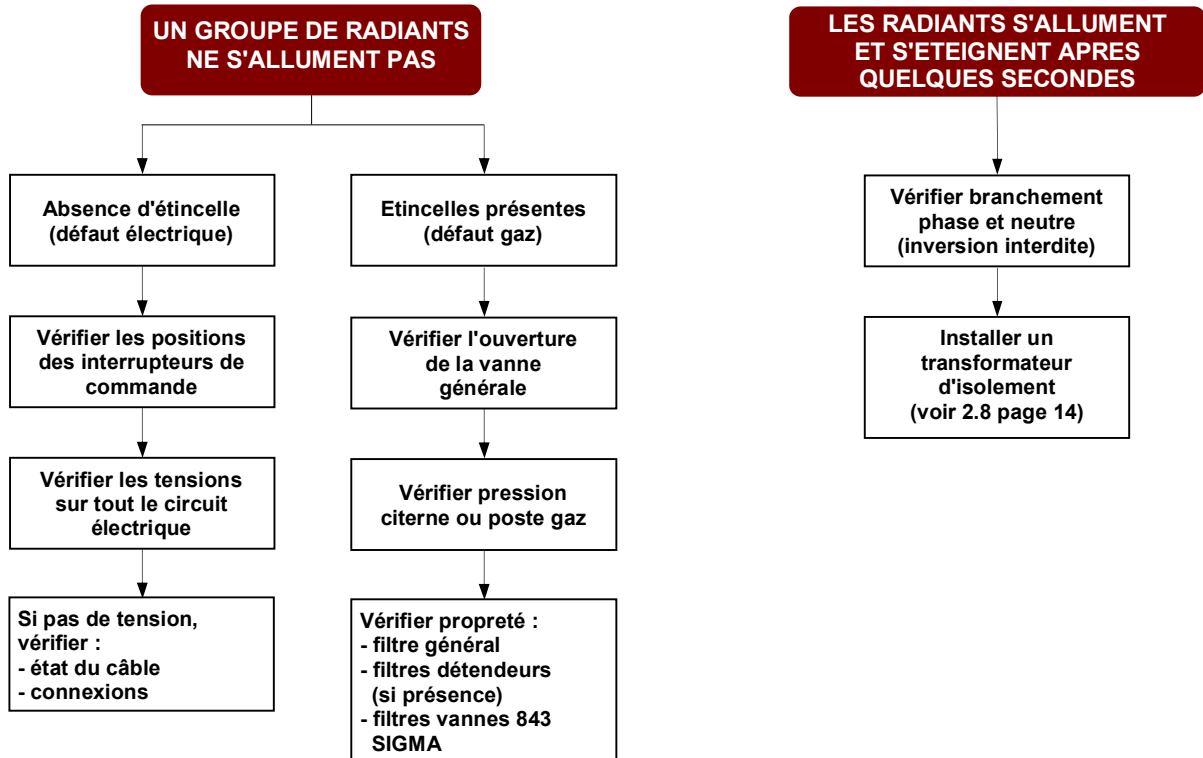 UN GROUPE DE RADIANTS
NE S'ALLUMENT PAS
Absence d'étincelle
(défaut électrique)
Vérifier les positions
des interrupteurs de
commande
Vérifier les tensions
sur tout le circuit
électrique
Si pas de tension,
vérifier :
- état du câble
- connexions
Etincelles présentes
(défaut gaz)
Vérifier l'ouverture
de la vanne
générale
Vérifier pression
citerne ou poste gaz
Vérifier propreté :
- filtre général
- filtres détendeurs
(si présence)
- filtres vannes 843
SIGMA
LES RADIANTS S'ALLUMENT
ET S'ETEIGNENT APRES
QUELQUES SECONDES
Vérifier branchement
phase et neutre
(inversion interdite)
Installer un
transformateur
d'isolement
(voir 2.8 page 14)